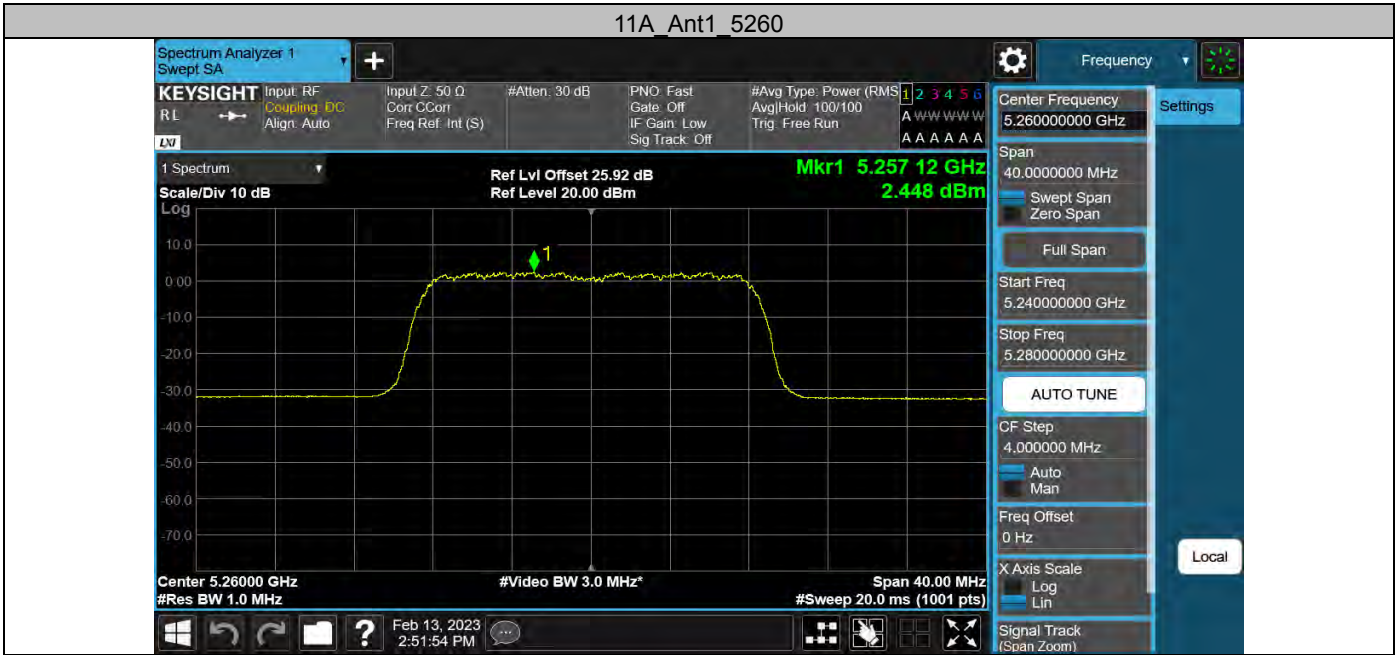 11A_Ant1_5260
Spectrum Analyzer 1
Swept SA
+
Frequency
KEYSIGHT
RL
LXI
Input: RF
Coupling: DC
Align: Auto
Input Z: 50 Ω
Corr CCorr
Freq Ref: Int (S)
#Atten: 30 dB
PNO: Fast
Gate: Off
IF Gain: Low
Sig Track: Off
#Avg Type: Power (RMS
Avg|Hold: 100/100
Trig: Free Run
1 2 3 4 5 6
A W W W W W
A A A A A A
1 Spectrum
Scale/Div 10 dB
Log
Ref Lvl Offset 25.92 dB
Ref Level 20.00 dBm
Mkr1 5.257 12 GHz
2.448 dBm
1
10.0
0.00
-10.0
-20.0
-30.0
-40.0
-50.0
-60.0
-70.0
Center 5.26000 GHz
#Res BW 1.0 MHz
#Video BW 3.0 MHz*
Span 40.00 MHz
#Sweep 20.0 ms (1001 pts)
?
Feb 13, 2023
2:51:54 PM
Center Frequency
5.260000000 GHz
Settings
Span
40.0000000 MHz
Swept Span
Zero Span
Full Span
Start Freq
5.240000000 GHz
Stop Freq
5.280000000 GHz
AUTO TUNE
CF Step
4.000000 MHz
Auto
Man
Freq Offset
0 Hz
Local
X Axis Scale
Log
Lin
Signal Track
(Span Zoom)